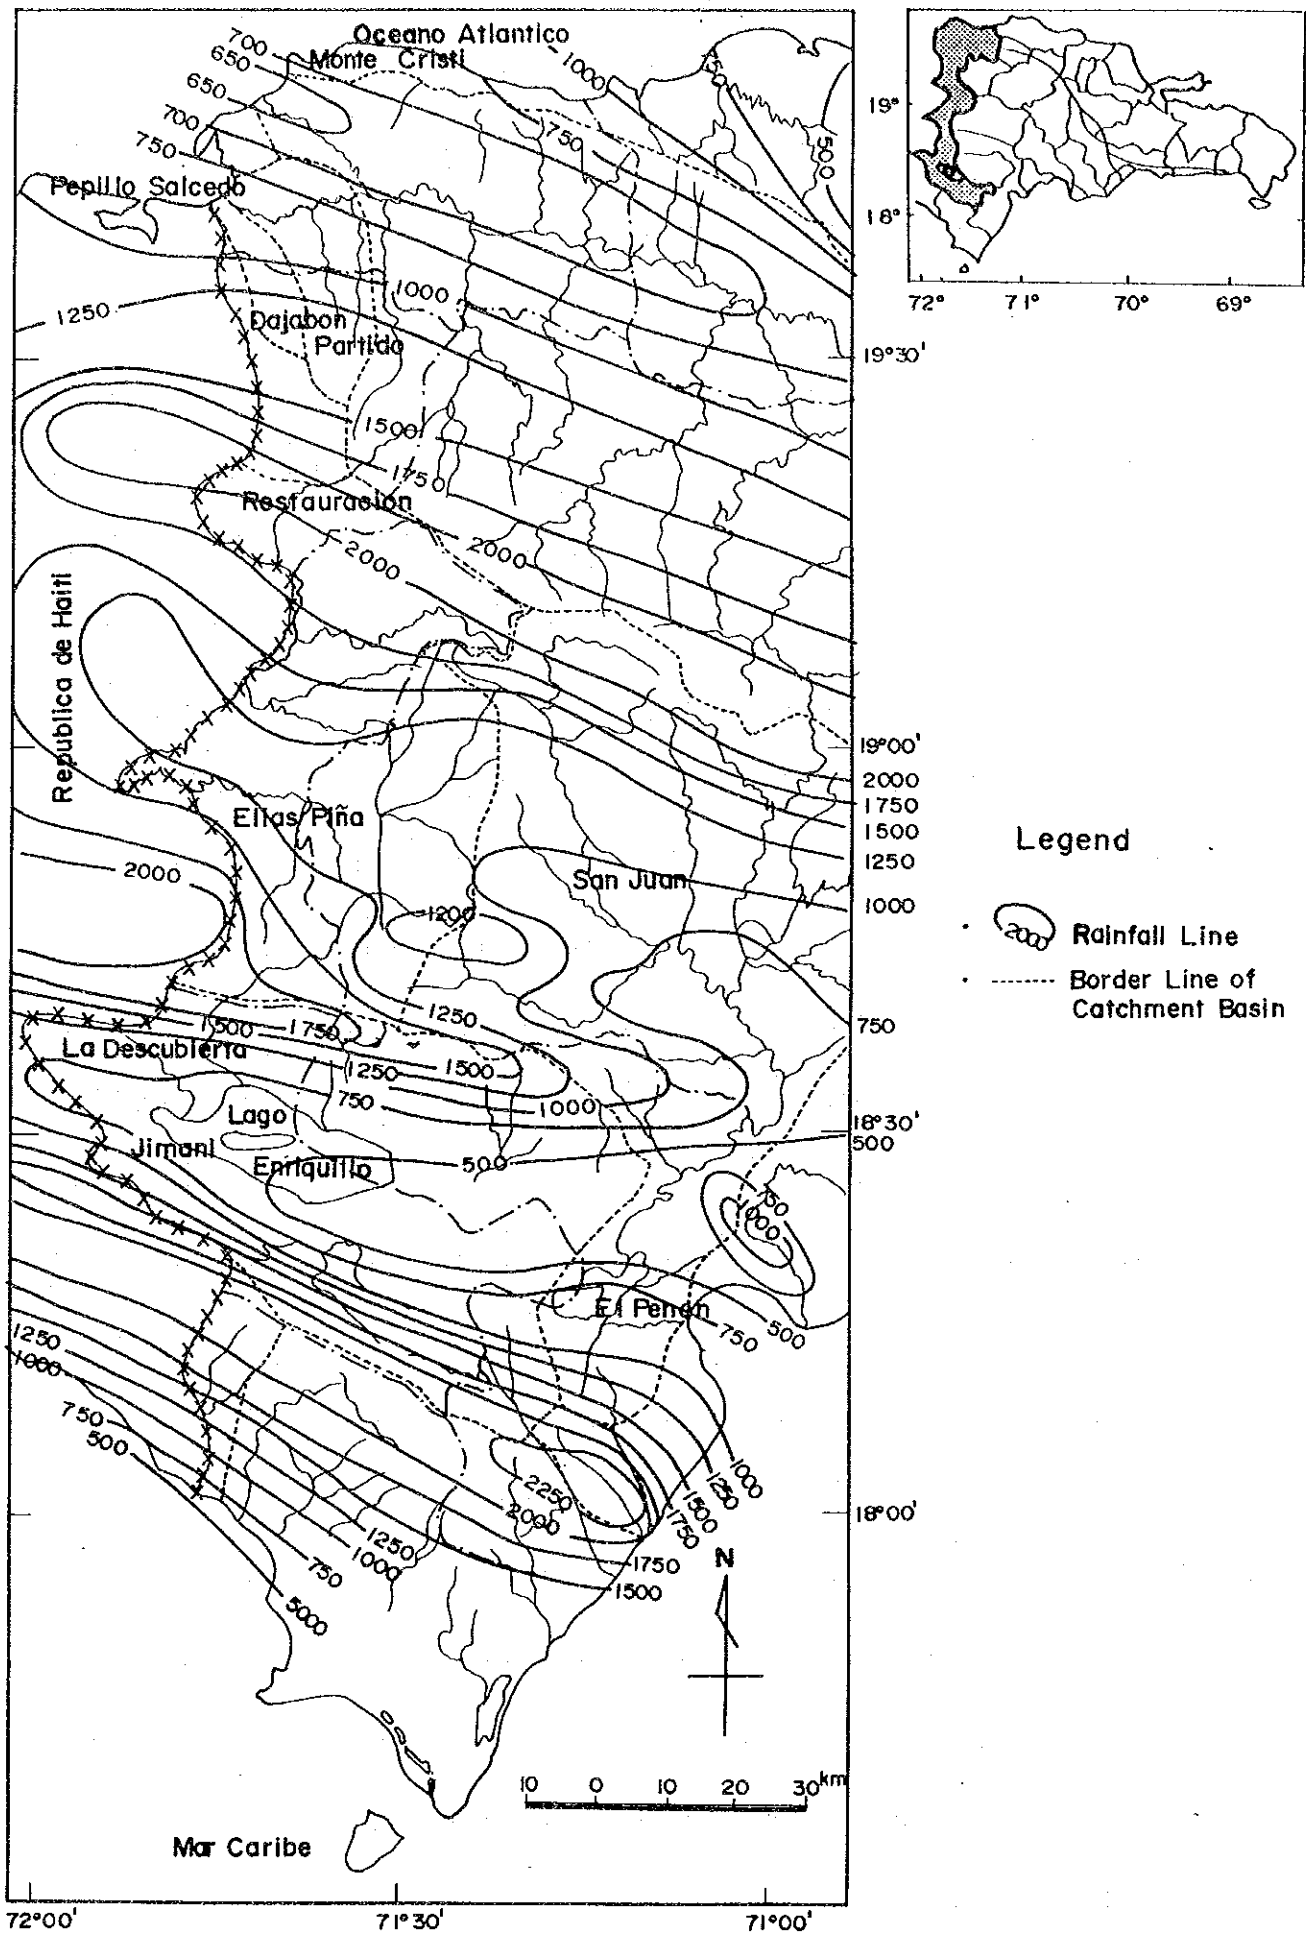 Oceano Atlantico
700
Monte Cristi
650
1000
650
750
750
500
700
750
Pepillo Salcedo
1000
1250
Dajabon
Partido
19°30'
1500
1750
Restauracion
2000
2000
Republica de Haiti
19°00'
2000
1750
1500
1250
1000
Elias Piña
2000
San Juan
1200
1250
750
1500
1750
La Descubierta
1250
1500
750
1000
Lago
18°30'
500
Jimani
Enriquillo
500
750
1000
El Penon
750
500
1250
1000
750
500
1000
1250
1500
1750
2250
2000
18°00'
1250
1000
750
1750
1500
5000
N
10 0 10 20 30km
Mar Caribe
72°00' 71°30' 71°00'
19°
18°
72° 71° 70° 69°
Legend
2000 Rainfall Line
Border Line of
Catchment Basin